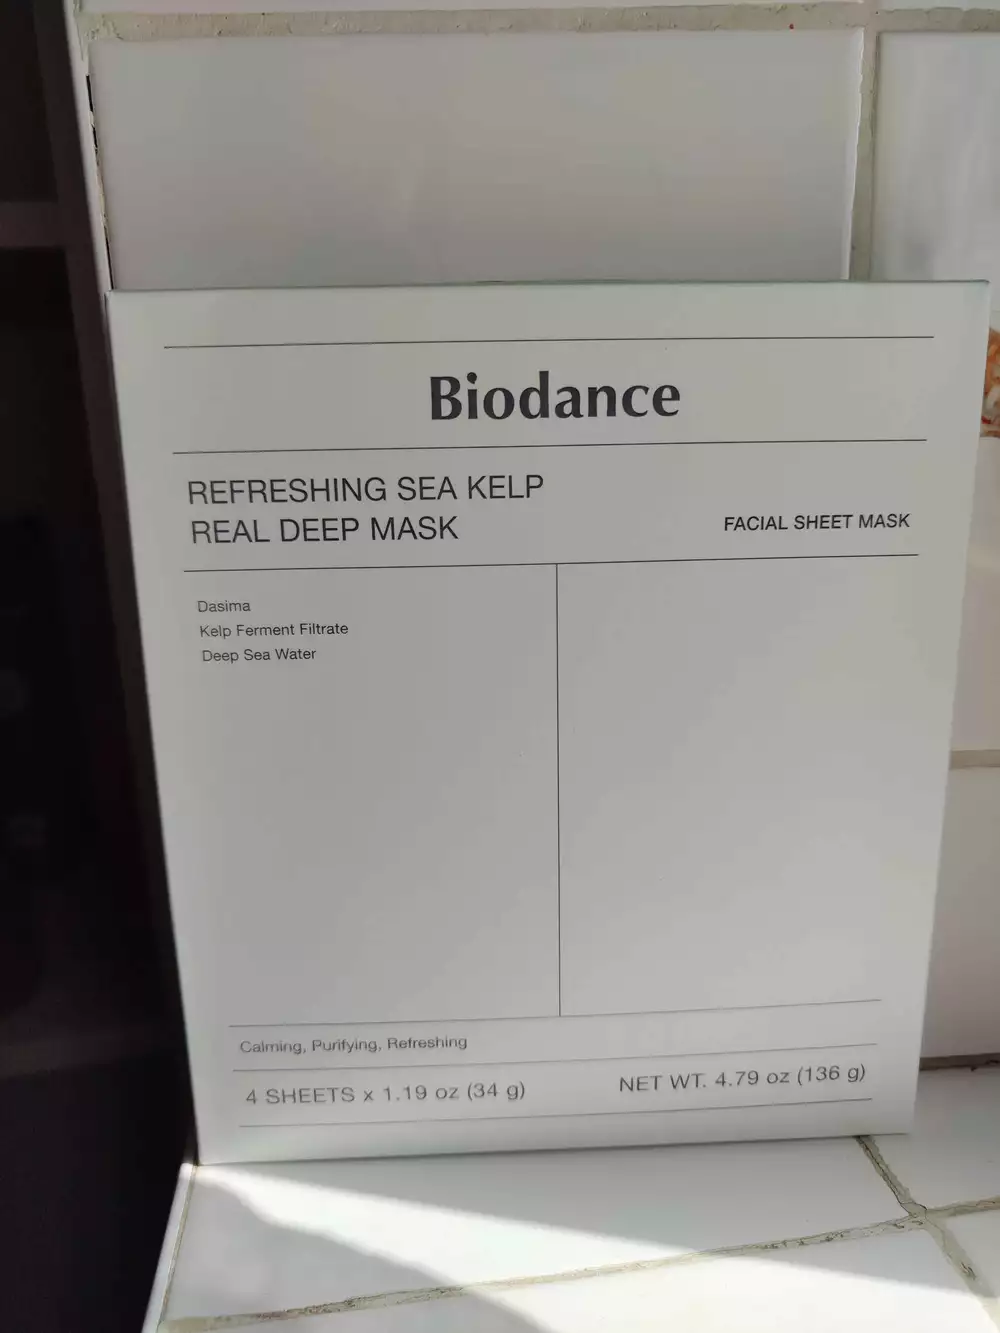 Biodance
REFRESHING SEA KELP
REAL DEEP MASK
FACIAL SHEET MASK
Dasima
Kelp Ferment Filtrate
Deep Sea Water
Calming, Purifying, Refreshing
4 SHEETS x 1.19 oz (34 g)
NET WT. 4.79 oz (136 g)